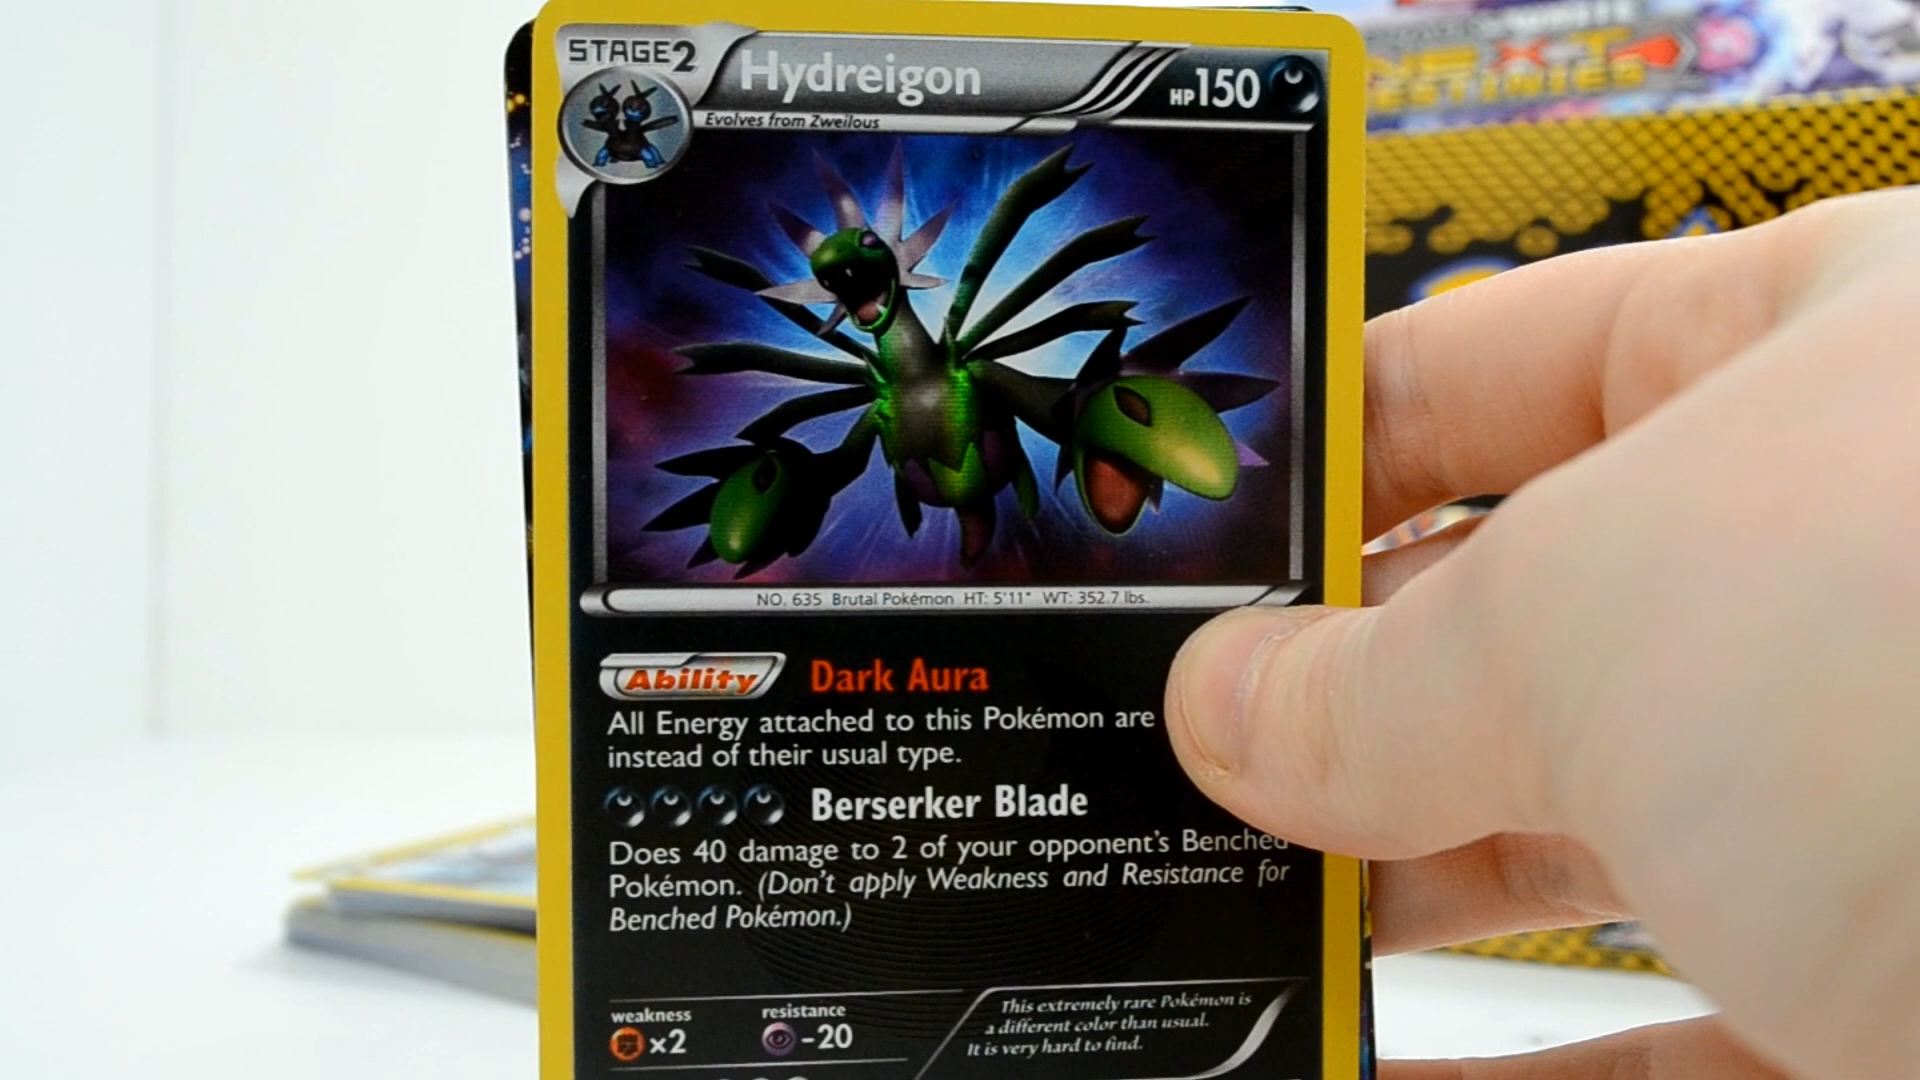 STAGE2
Hydreigon
HP150
Evolves from Zweilous
NEXT
DESTINIES
NO. 635 Brutal Pokémon HT: 5'11" WT: 352.7 lbs.
Ability Dark Aura
All Energy attached to this Pokémon are
instead of their usual type.
Berserker Blade
Does 40 damage to 2 of your opponent's Benched
Pokémon. (Don't apply Weakness and Resistance for
Benched Pokémon.)
weakness
×2
resistance
-20
This extremely rare Pokémon is
a different color than usual.
It is very hard to find.